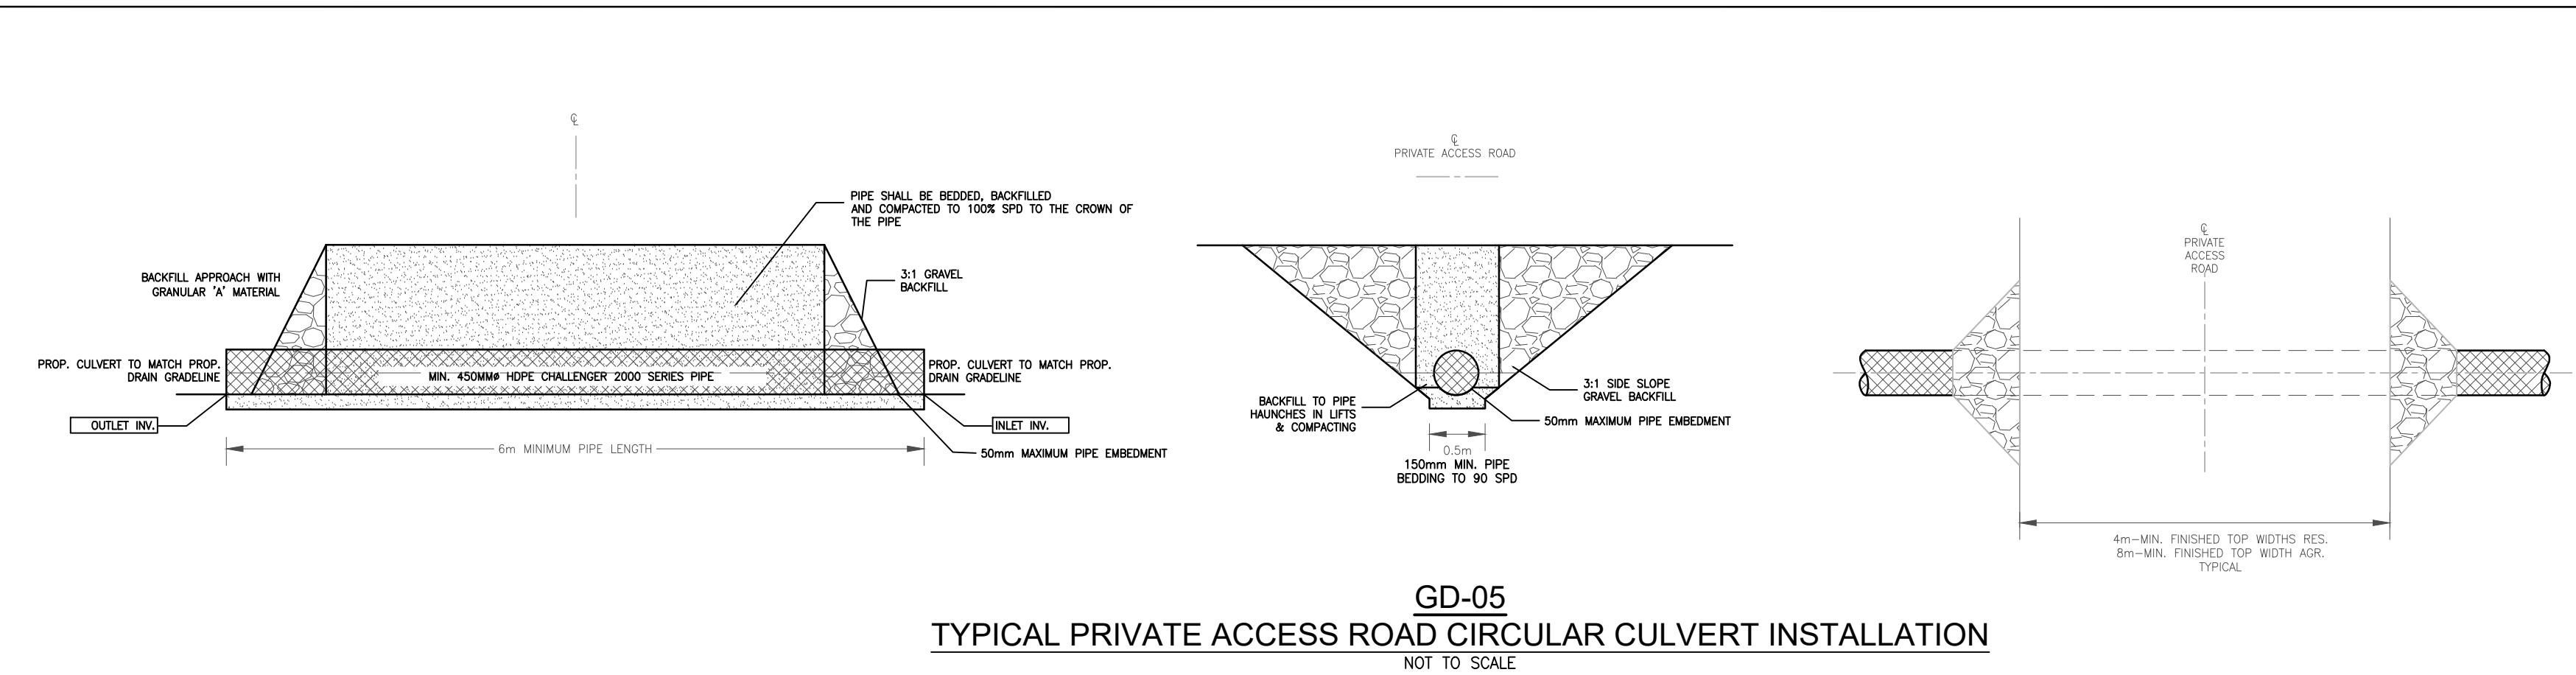 ℄
PIPE SHALL BE BEDDED, BACKFILLED
AND COMPACTED TO 100% SPD TO THE CROWN OF
THE PIPE
BACKFILL APPROACH WITH
GRANULAR 'A' MATERIAL
3:1 GRAVEL
BACKFILL
PROP. CULVERT TO MATCH PROP.
DRAIN GRADELINE
MIN. 450MMø HDPE CHALLENGER 2000 SERIES PIPE
PROP. CULVERT TO MATCH PROP.
DRAIN GRADELINE
OUTLET INV.
INLET INV.
6m MINIMUM PIPE LENGTH
50mm MAXIMUM PIPE EMBEDMENT
℄
PRIVATE ACCESS ROAD
3:1 SIDE SLOPE
GRAVEL BACKFILL
BACKFILL TO PIPE
HAUNCHES IN LIFTS
& COMPACTING
50mm MAXIMUM PIPE EMBEDMENT
0.5m
150mm MIN. PIPE
BEDDING TO 90 SPD
℄
PRIVATE
ACCESS
ROAD
4m-MIN. FINISHED TOP WIDTHS RES.
8m-MIN. FINISHED TOP WIDTH AGR.
TYPICAL
GD-05
TYPICAL PRIVATE ACCESS ROAD CIRCULAR CULVERT INSTALLATION
NOT TO SCALE